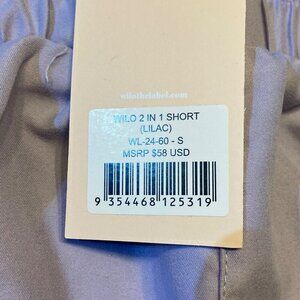 wilothelabel.com
WILO 2 IN 1 SHORT
(LILAC)
WL-24-60 - S
MSRP $58 USD
9 354468 125319